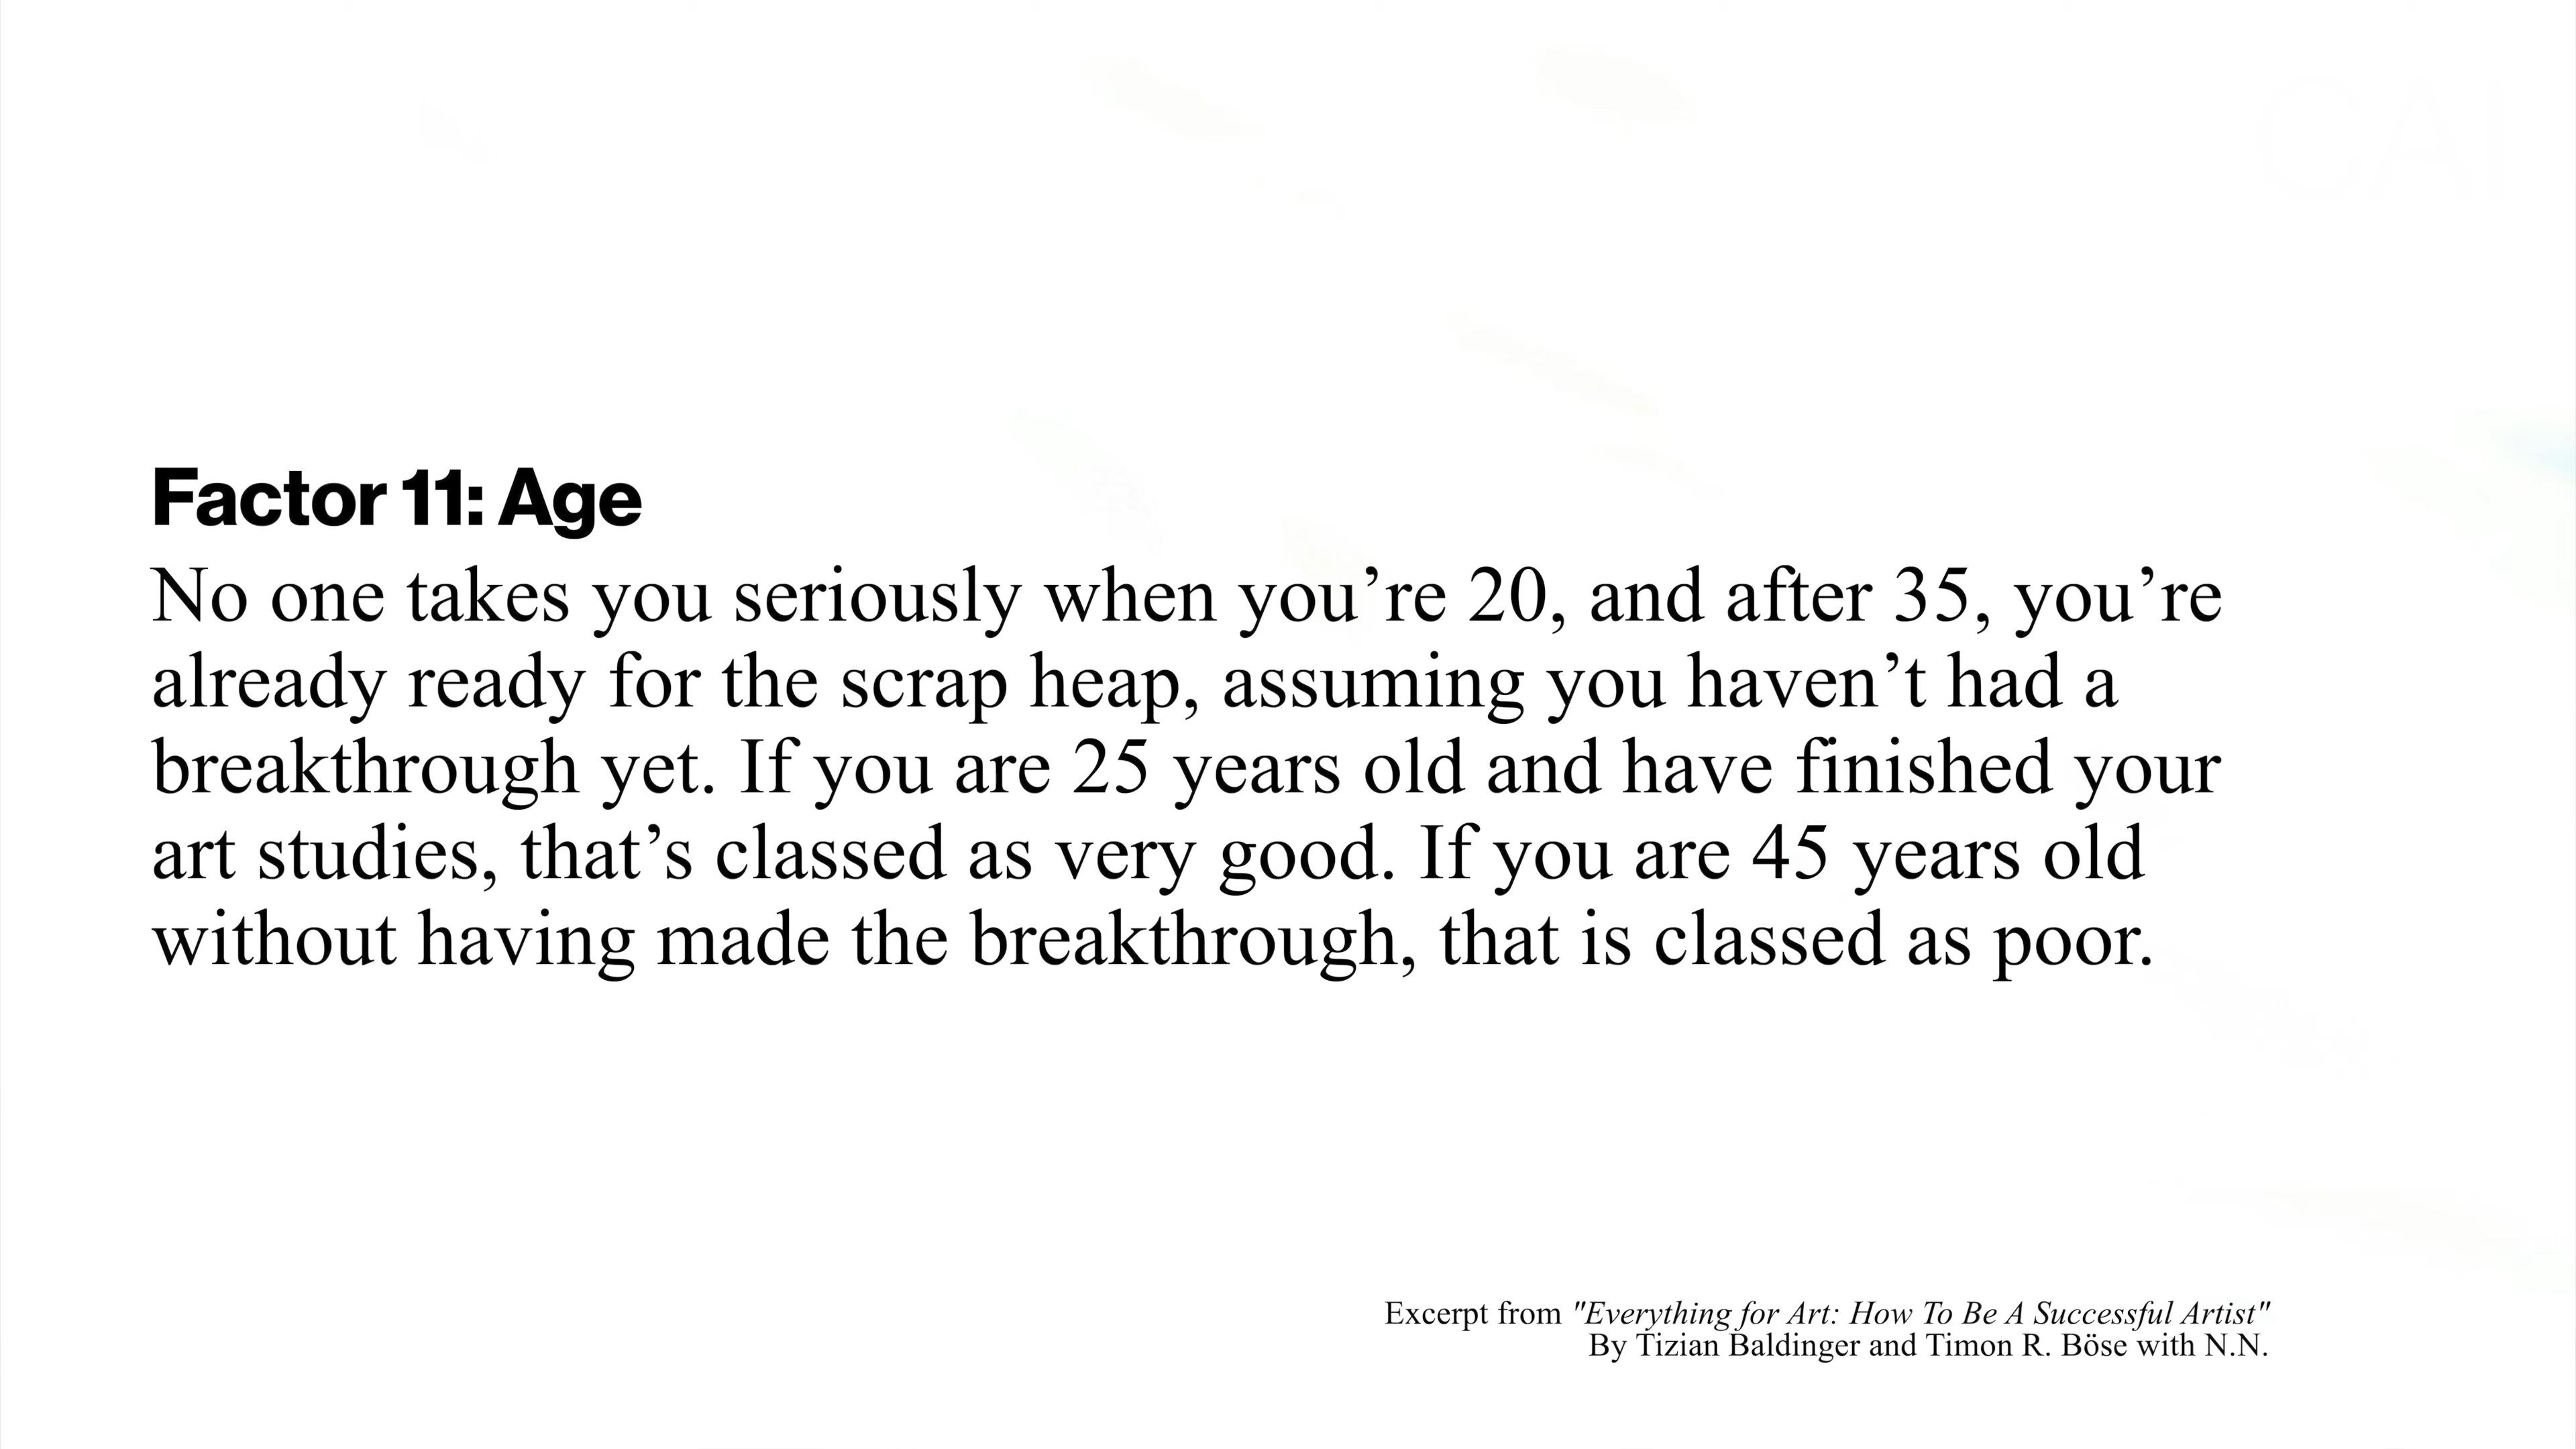 Factor 11: Age
No one takes you seriously when you’re 20, and after 35, you’re
already ready for the scrap heap, assuming you haven’t had a
breakthrough yet. If you are 25 years old and have finished your
art studies, that’s classed as very good. If you are 45 years old
without having made the breakthrough, that is classed as poor.
Excerpt from "Everything for Art: How To Be A Successful Artist"
By Tizian Baldinger and Timon R. Böse with N.N.